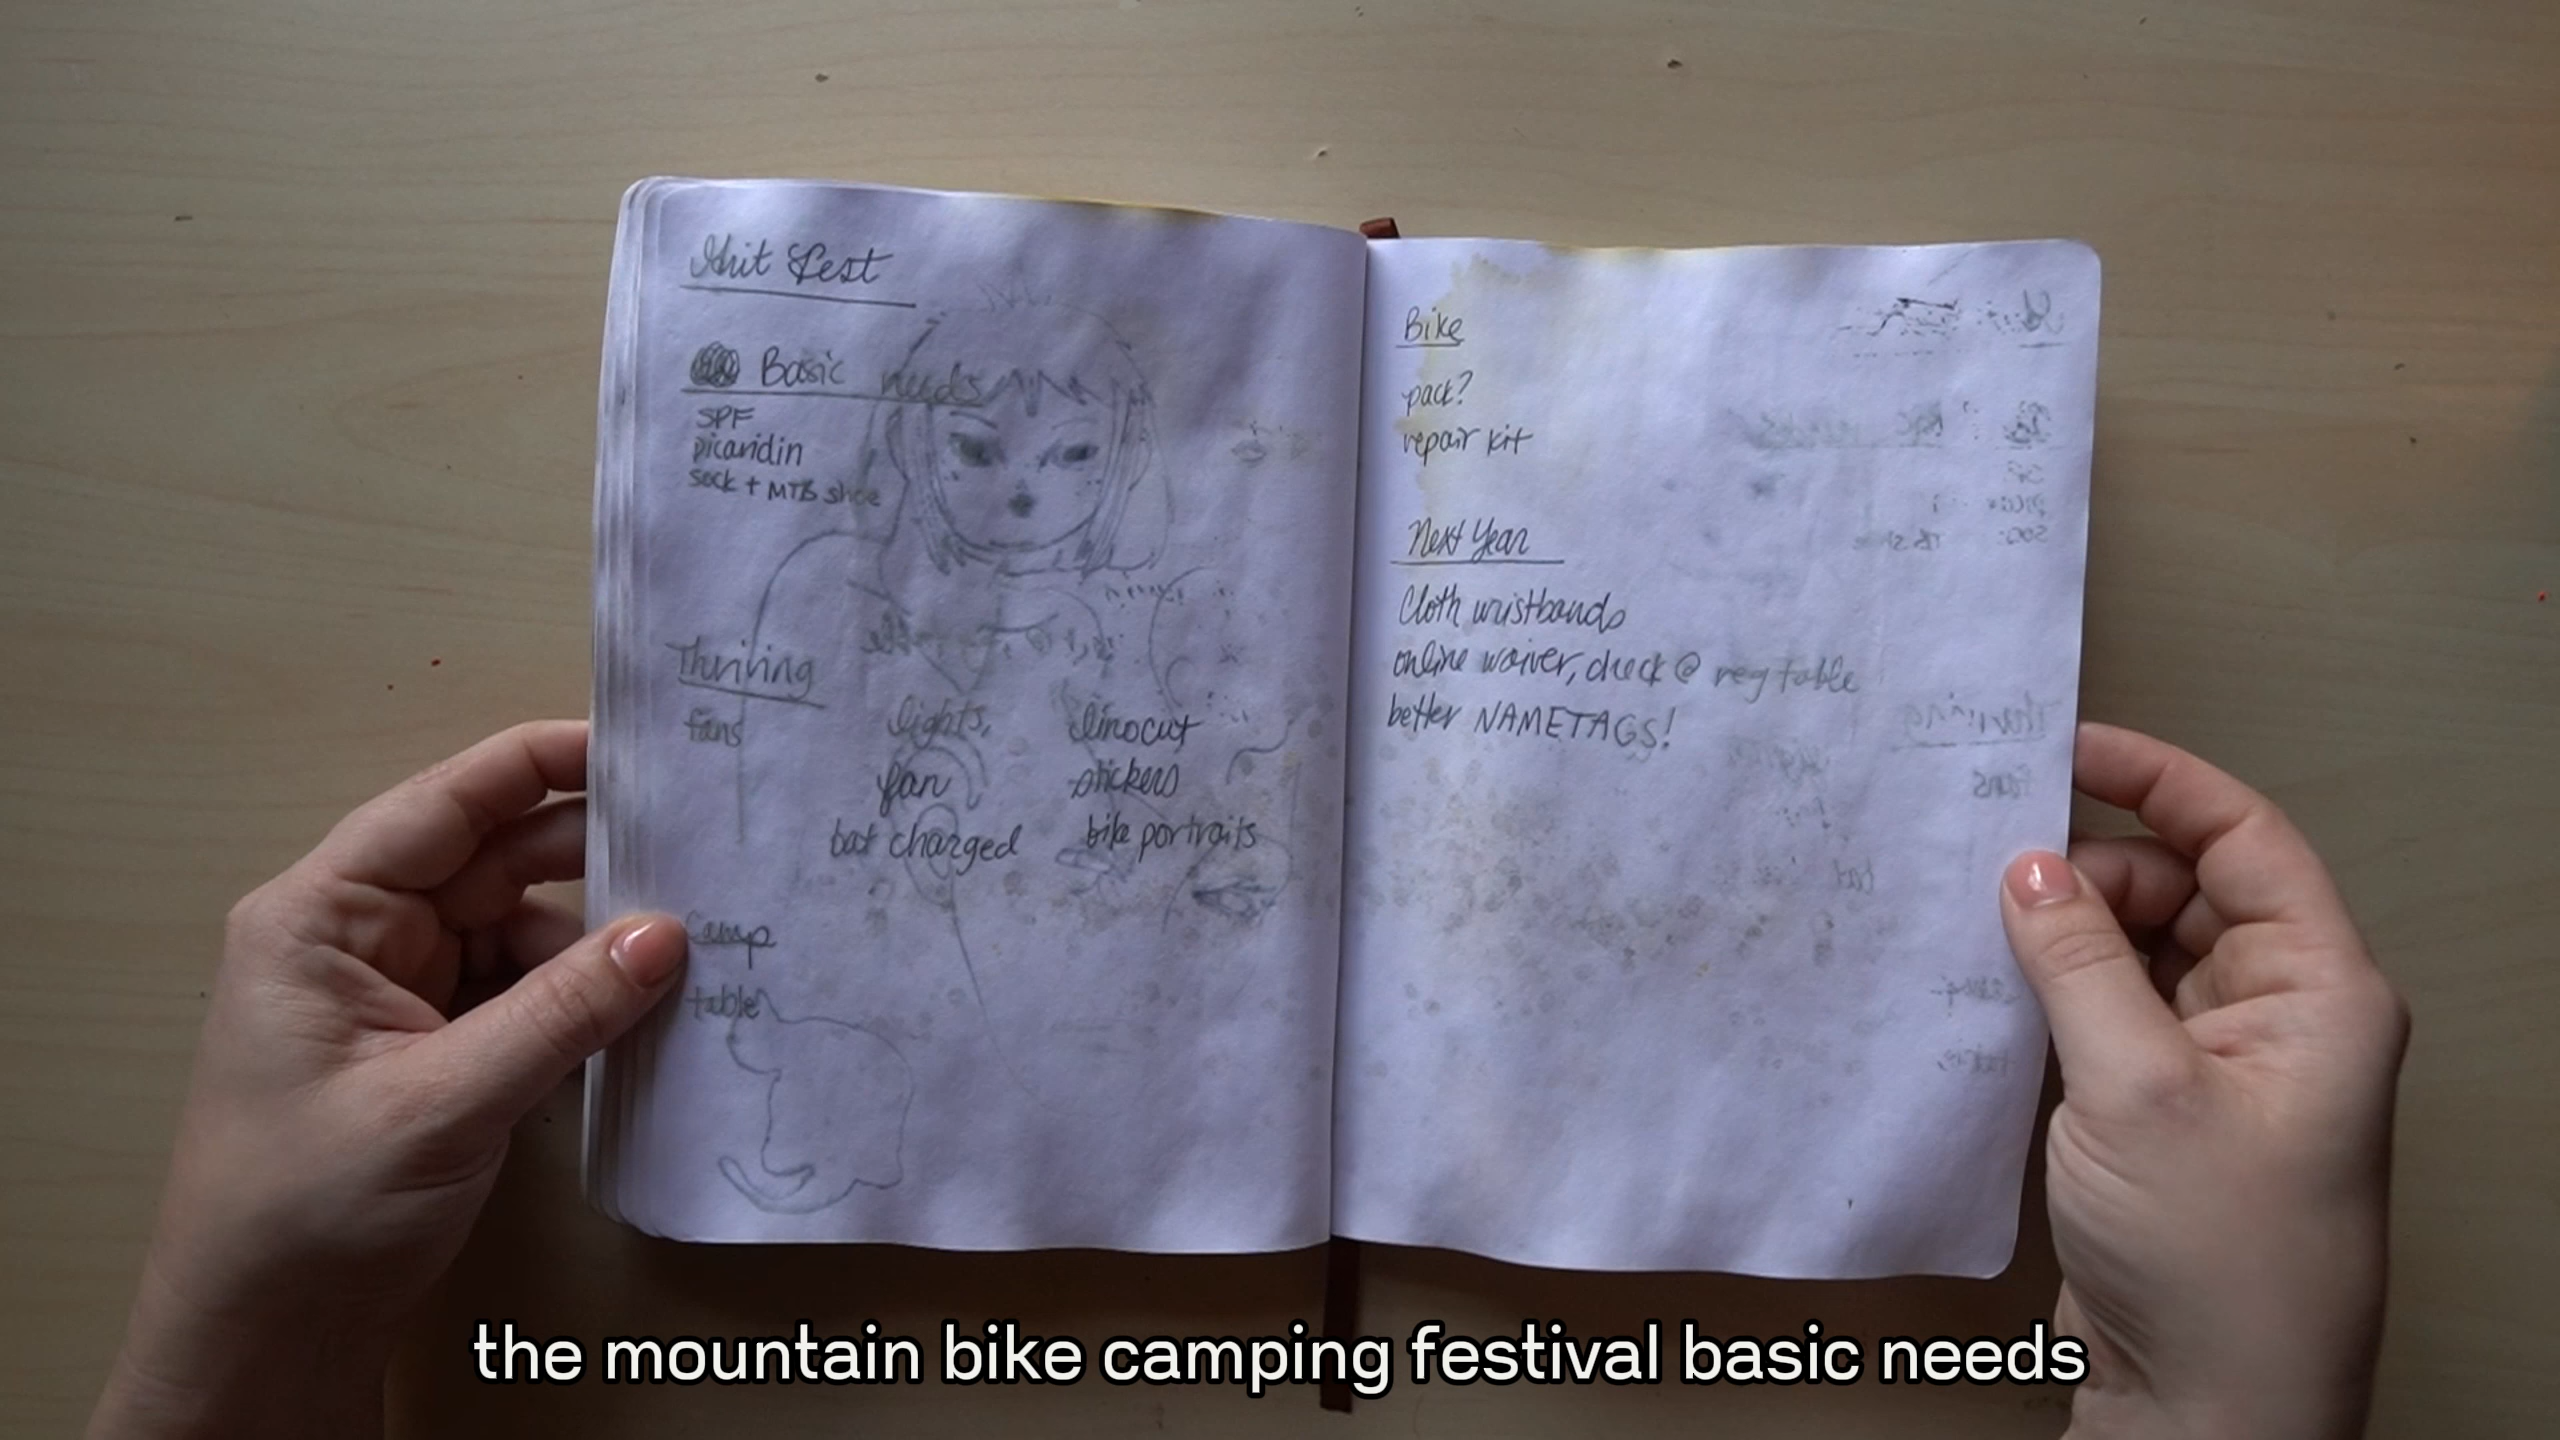 Grit Fest
Basic needs
SPF
picaridin
sock + MTB shoe
Thriving
fans
lights,
fan
bat charged
linocut
stickers
bike portraits
Camp
table
Bike
pack?
repair kit
Next Year
Cloth wristbands
online waiver, check @ reg table
better NAMETAGS!
the mountain bike camping festival basic needs